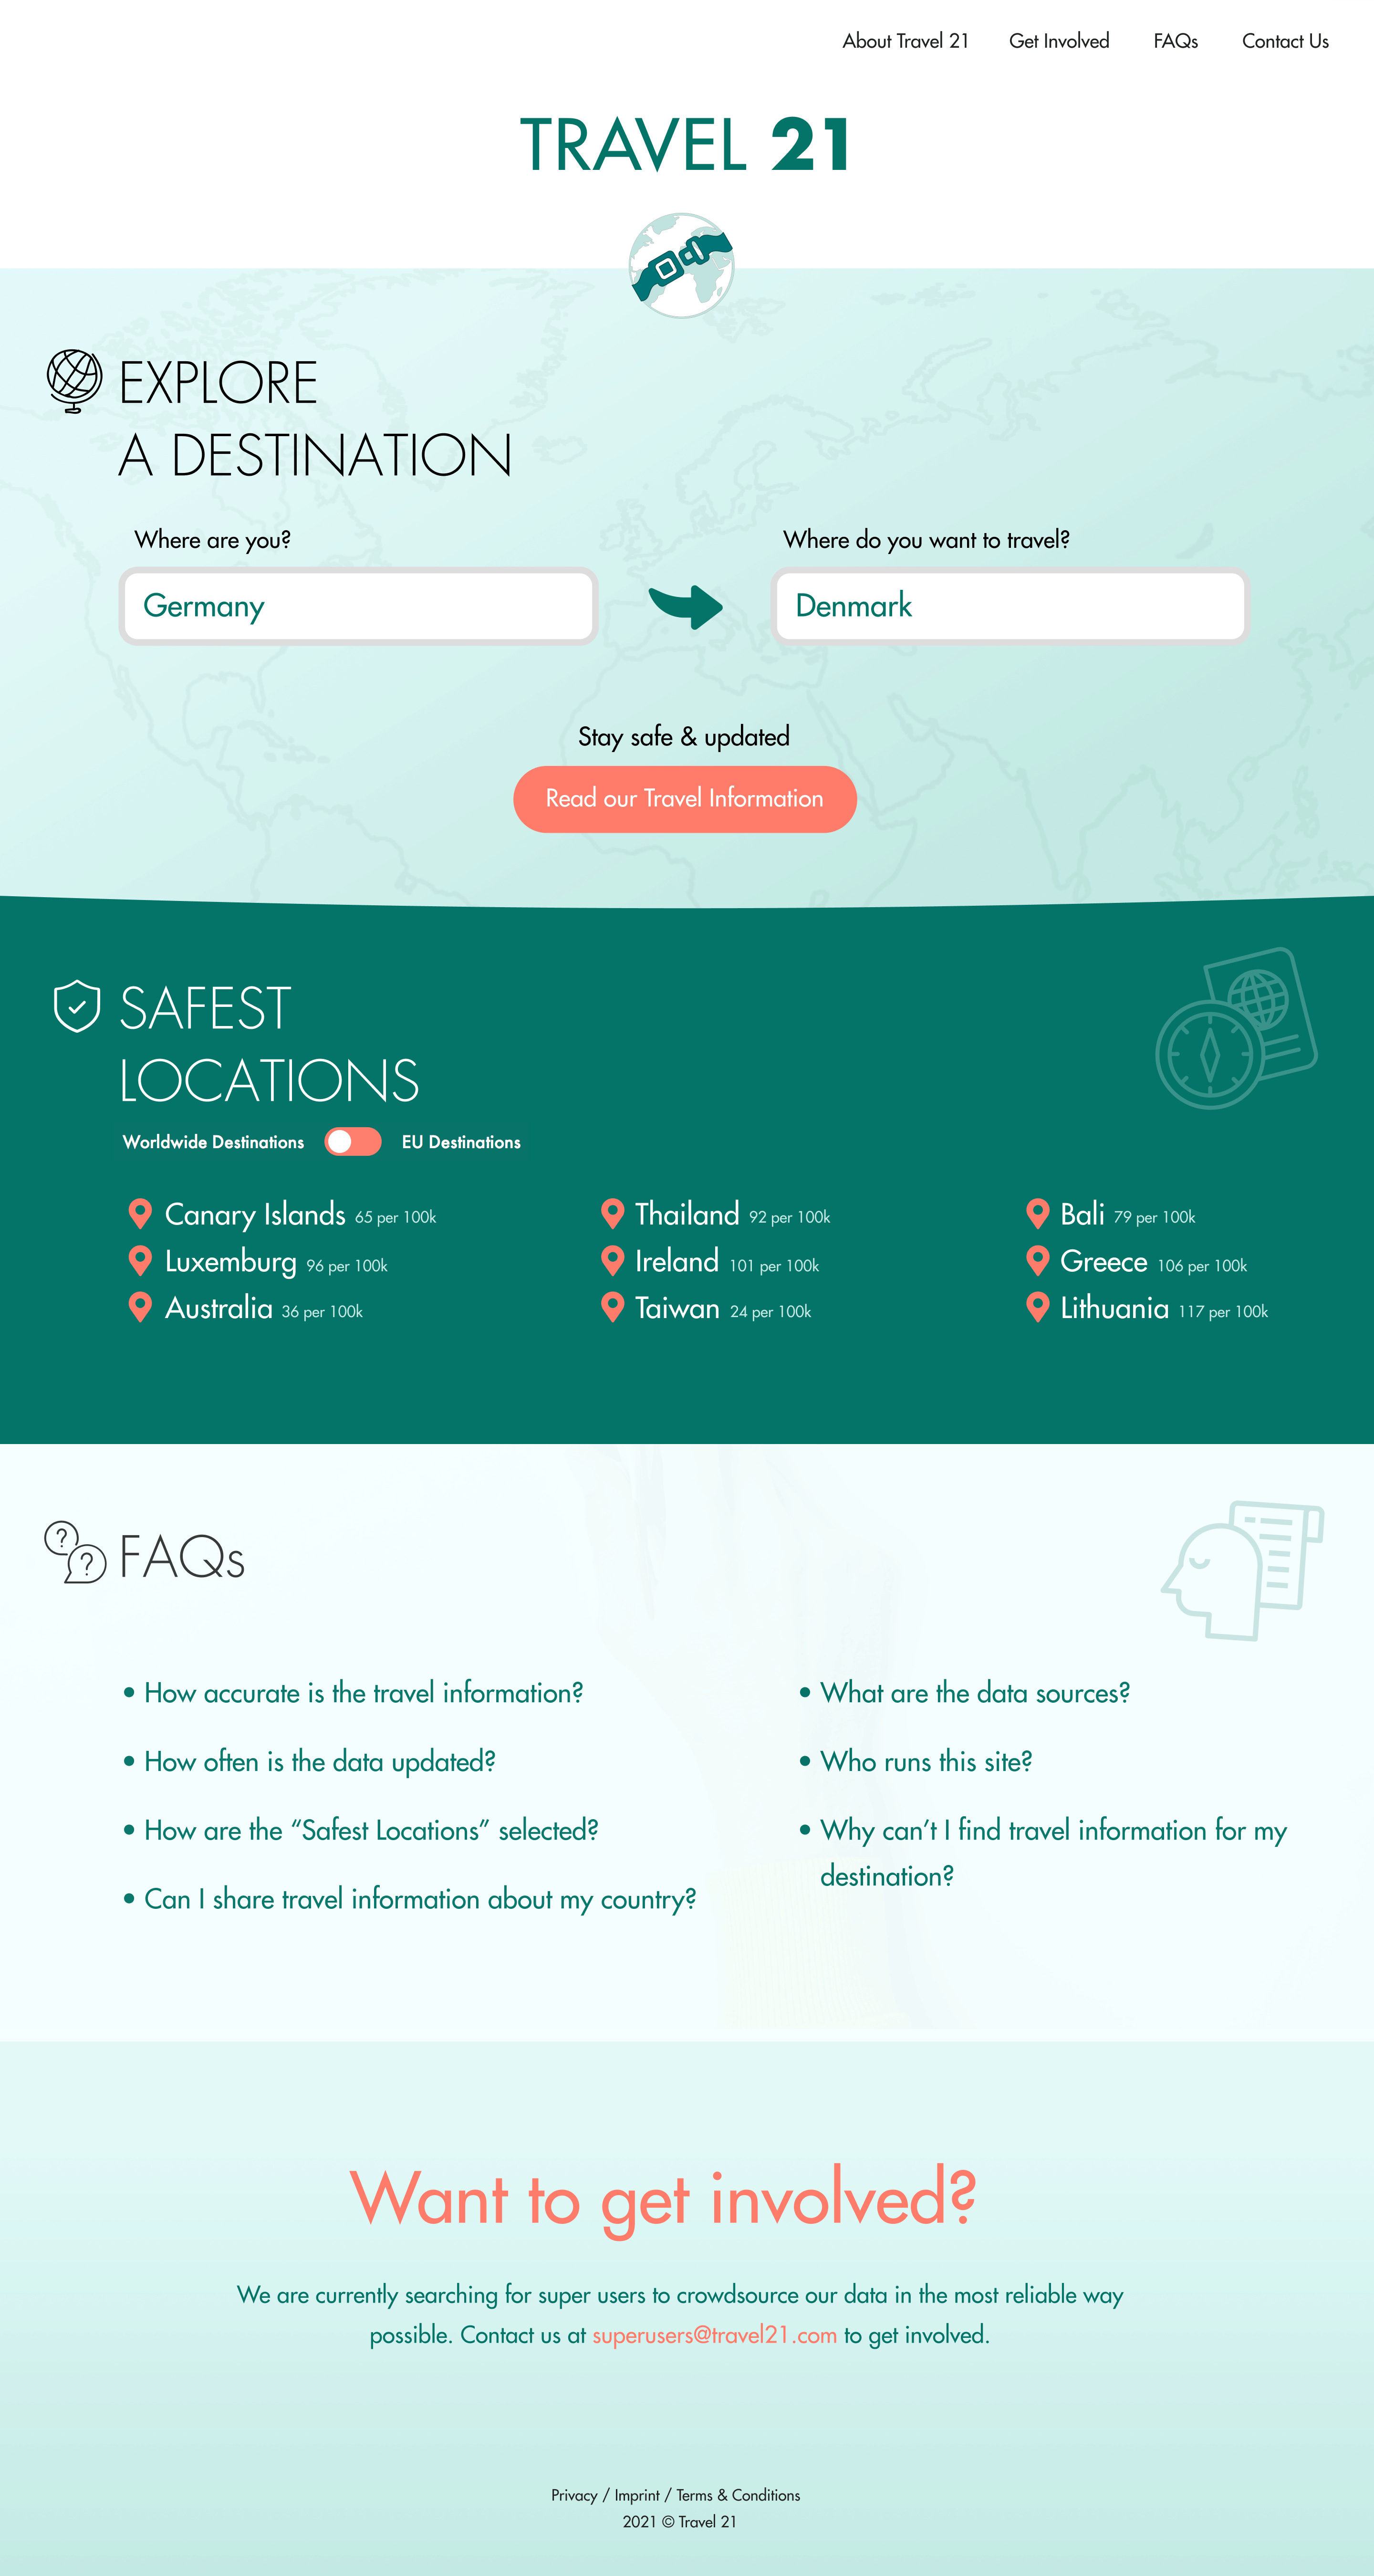 About Travel 21 Get Involved FAQs Contact Us
TRAVEL 21
EXPLORE
A DESTINATION
Where are you?
Germany
Where do you want to travel?
Denmark
Stay safe & updated
Read our Travel Information
SAFEST
LOCATIONS
Worldwide Destinations EU Destinations
Canary Islands 65 per 100k
Luxemburg 96 per 100k
Australia 36 per 100k
Thailand 92 per 100k
Ireland 101 per 100k
Taiwan 24 per 100k
Bali 79 per 100k
Greece 106 per 100k
Lithuania 117 per 100k
? ?
FAQs
• How accurate is the travel information?
• How often is the data updated?
• How are the “Safest Locations” selected?
• Can I share travel information about my country?
• What are the data sources?
• Who runs this site?
• Why can’t I find travel information for my
destination?
Want to get involved?
We are currently searching for super users to crowdsource our data in the most reliable way
possible. Contact us at superusers@travel21.com to get involved.
Privacy / Imprint / Terms & Conditions
2021 © Travel 21